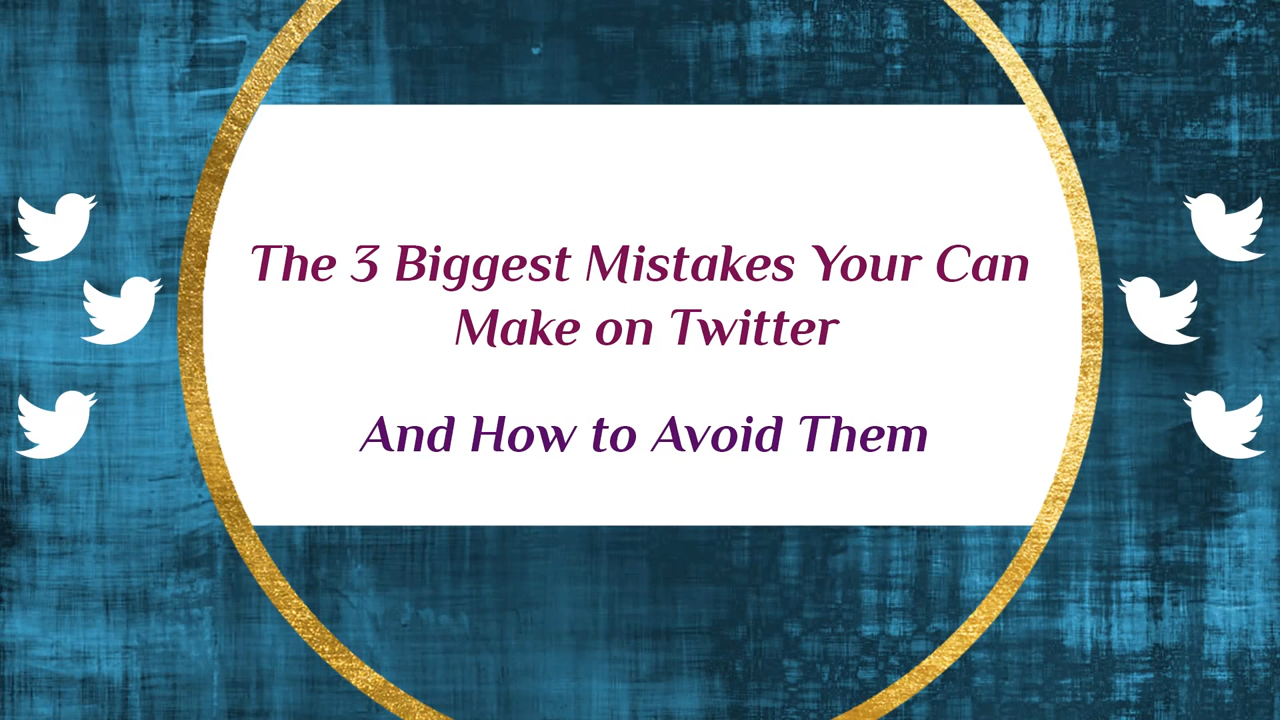 The 3 Biggest Mistakes Your Can
Make on Twitter
And How to Avoid Them